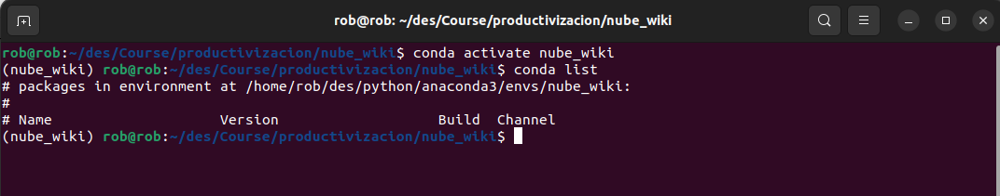 rob@rob: ~/des/Course/productivizacion/nube_wiki
rob@rob:~/des/Course/productivizacion/nube_wiki$ conda activate nube_wiki
(nube_wiki) rob@rob:~/des/Course/productivizacion/nube_wiki$ conda list
# packages in environment at /home/rob/des/python/anaconda3/envs/nube_wiki:
#
# Name                    Version                   Build  Channel
(nube_wiki) rob@rob:~/des/Course/productivizacion/nube_wiki$